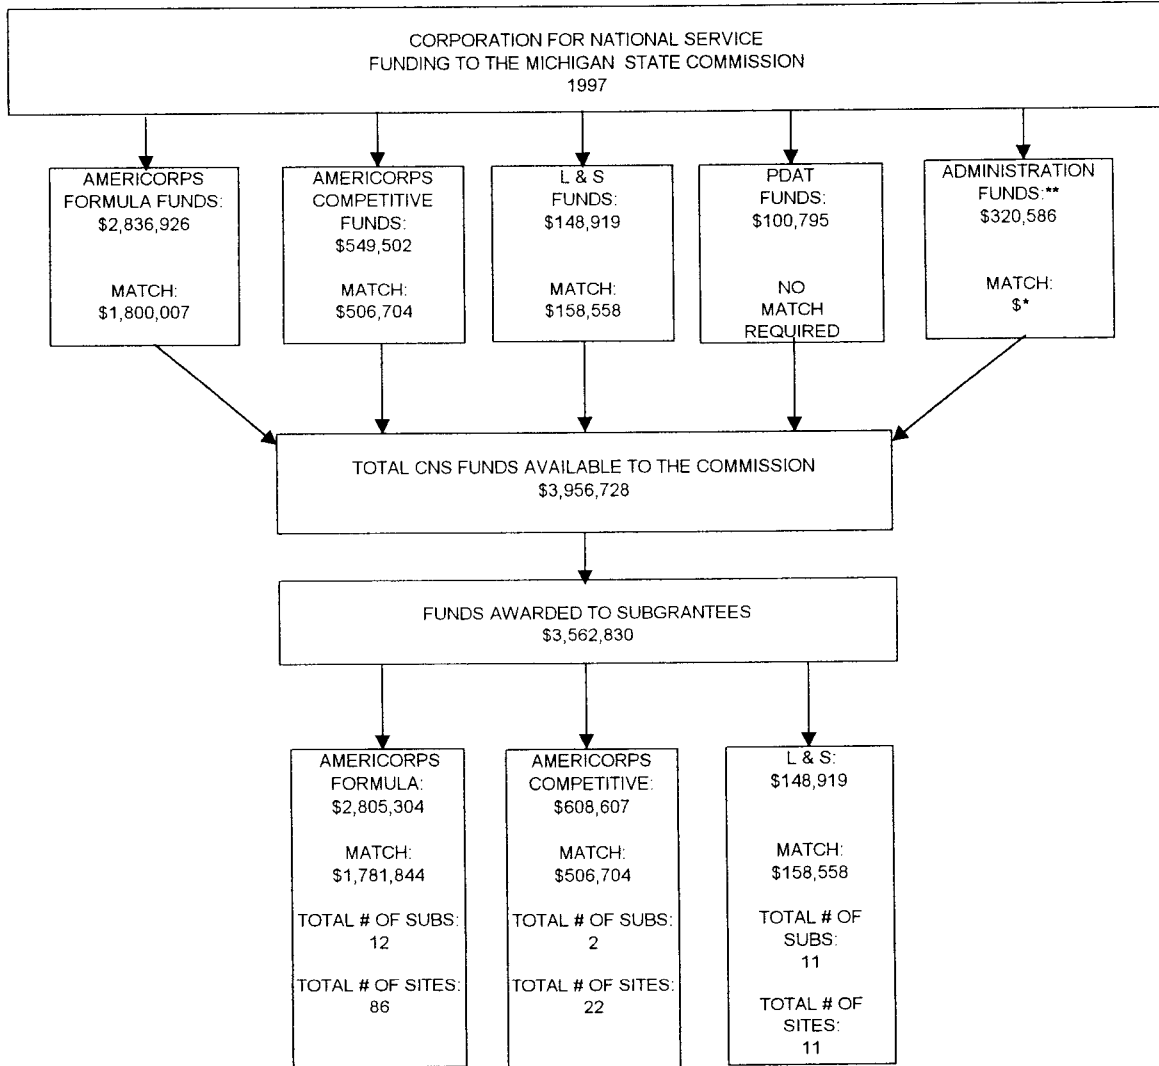 CORPORATION FOR NATIONAL SERVICE
FUNDING TO THE MICHIGAN STATE COMMISSION
1997
AMERICORPS
FORMULA FUNDS:
$2,836,926
MATCH:
$1,800,007
AMERICORPS
COMPETITIVE
FUNDS:
$549,502
MATCH:
$506,704
L & S
FUNDS:
$148,919
MATCH:
$158,558
PDAT
FUNDS:
$100,795
NO
MATCH
REQUIRED
ADMINISTRATION
FUNDS:**
$320,586
MATCH:
$*
TOTAL CNS FUNDS AVAILABLE TO THE COMMISSION
$3,956,728
FUNDS AWARDED TO SUBGRANTEES
$3,562,830
AMERICORPS
FORMULA:
$2,805,304
MATCH:
$1,781,844
TOTAL # OF SUBS:
12
TOTAL # OF SITES:
86
AMERICORPS
COMPETITIVE:
$608,607
MATCH:
$506,704
TOTAL # OF SUBS:
2
TOTAL # OF SITES:
22
L & S:
$148,919
MATCH:
$158,558
TOTAL # OF
SUBS:
11
TOTAL # OF
SITES:
11